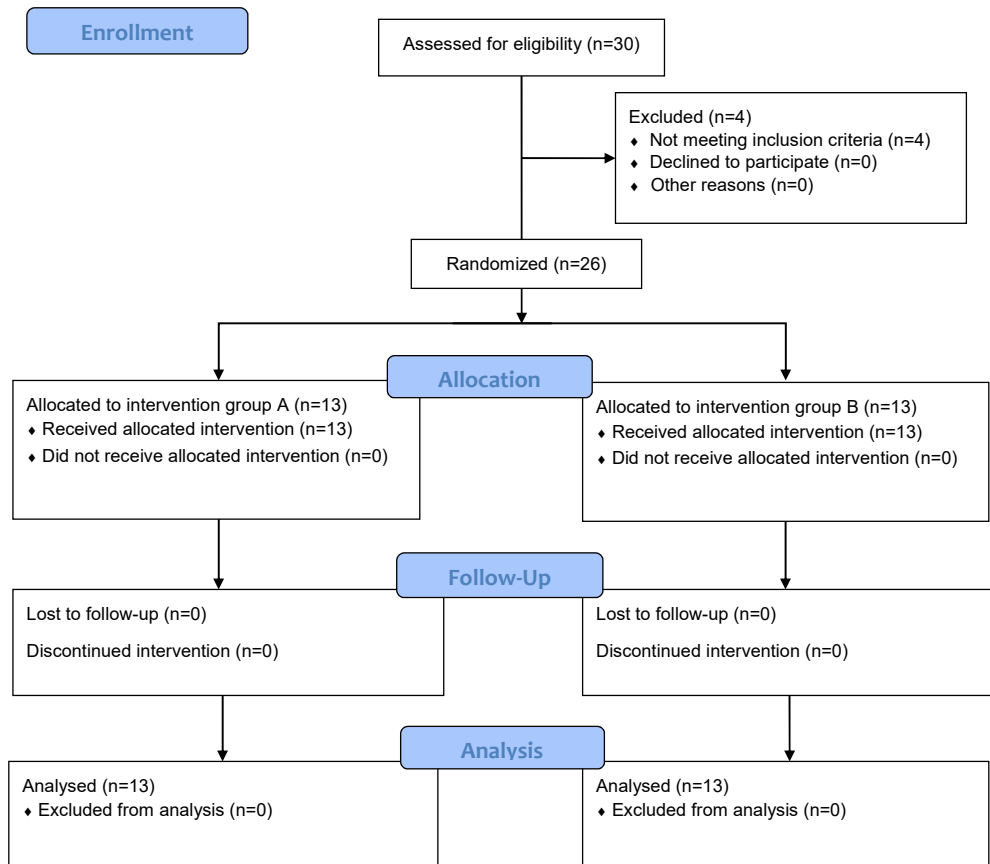 Enrollment
Assessed for eligibility (n=30)
Excluded (n=4)
♦ Not meeting inclusion criteria (n=4)
♦ Declined to participate (n=0)
♦ Other reasons (n=0)
Randomized (n=26)
Allocation
Allocated to intervention group A (n=13)
♦ Received allocated intervention (n=13)
♦ Did not receive allocated intervention (n=0)
Allocated to intervention group B (n=13)
♦ Received allocated intervention (n=13)
♦ Did not receive allocated intervention (n=0)
Follow-Up
Lost to follow-up (n=0)
Discontinued intervention (n=0)
Lost to follow-up (n=0)
Discontinued intervention (n=0)
Analysis
Analysed (n=13)
♦ Excluded from analysis (n=0)
Analysed (n=13)
♦ Excluded from analysis (n=0)